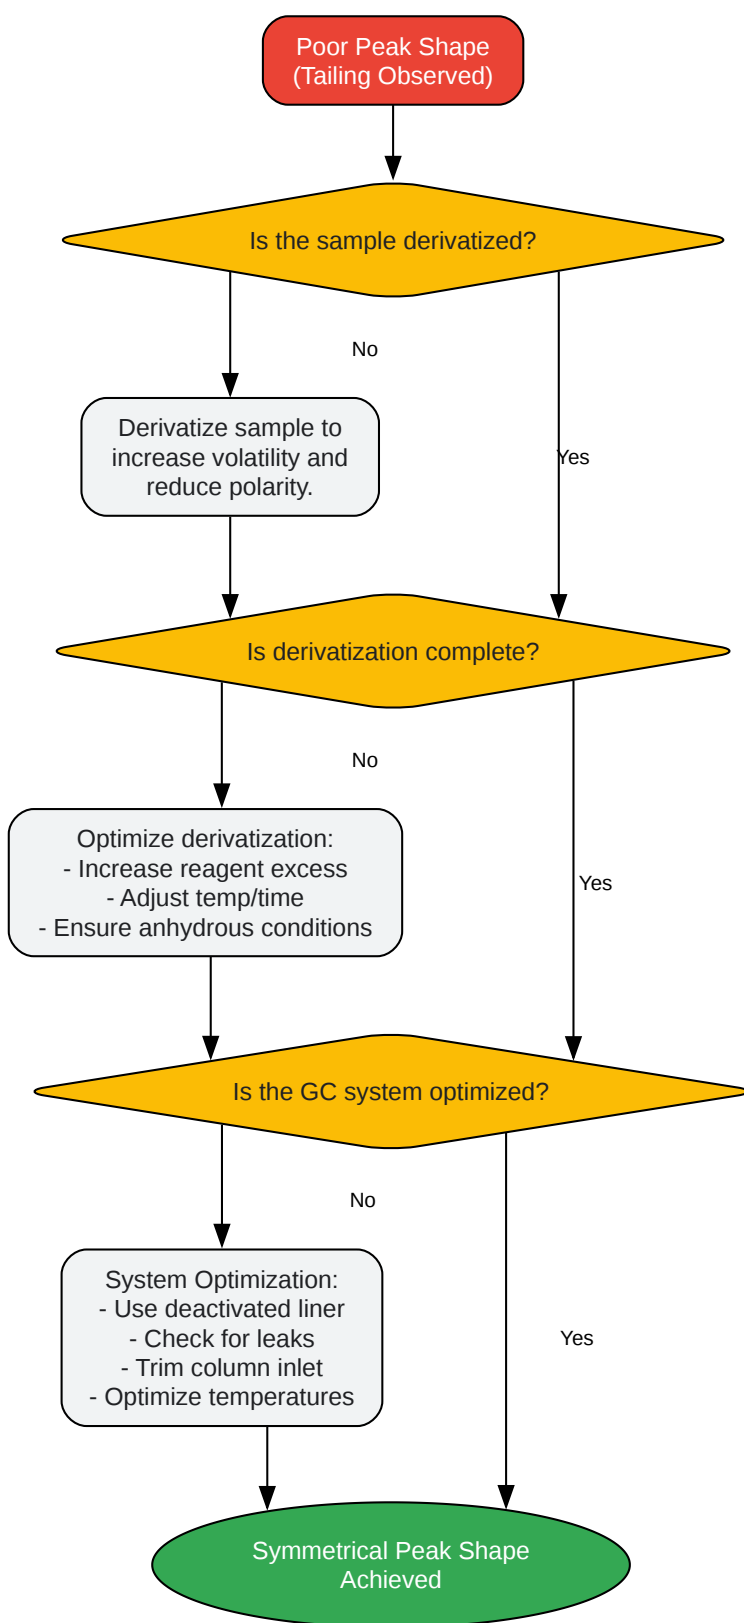 Poor Peak Shape
(Tailing Observed)
Is the sample derivatized?
No
Derivatize sample to
increase volatility and
reduce polarity.
Yes
Is derivatization complete?
No
Optimize derivatization:
- Increase reagent excess
- Adjust temp/time
- Ensure anhydrous conditions
Yes
Is the GC system optimized?
No
System Optimization:
- Use deactivated liner
- Check for leaks
- Trim column inlet
- Optimize temperatures
Yes
Symmetrical Peak Shape
Achieved